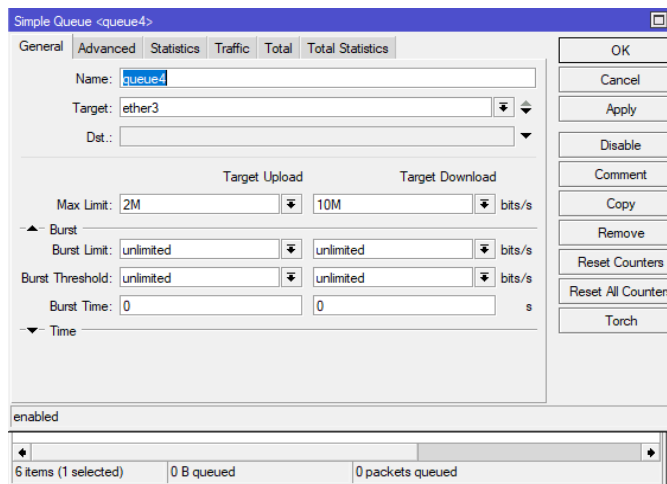 Simple Queue <queue4>
General Advanced Statistics Traffic Total Total Statistics
Name: queue4
Target: ether3
Dst.:
Target Upload Target Download
Max Limit: 2M 10M bits/s
Burst
Burst Limit: unlimited unlimited bits/s
Burst Threshold: unlimited unlimited bits/s
Burst Time: 0 0 s
Time
enabled
OK
Cancel
Apply
Disable
Comment
Copy
Remove
Reset Counters
Reset All Counters
Torch
6 items (1 selected) 0 B queued 0 packets queued